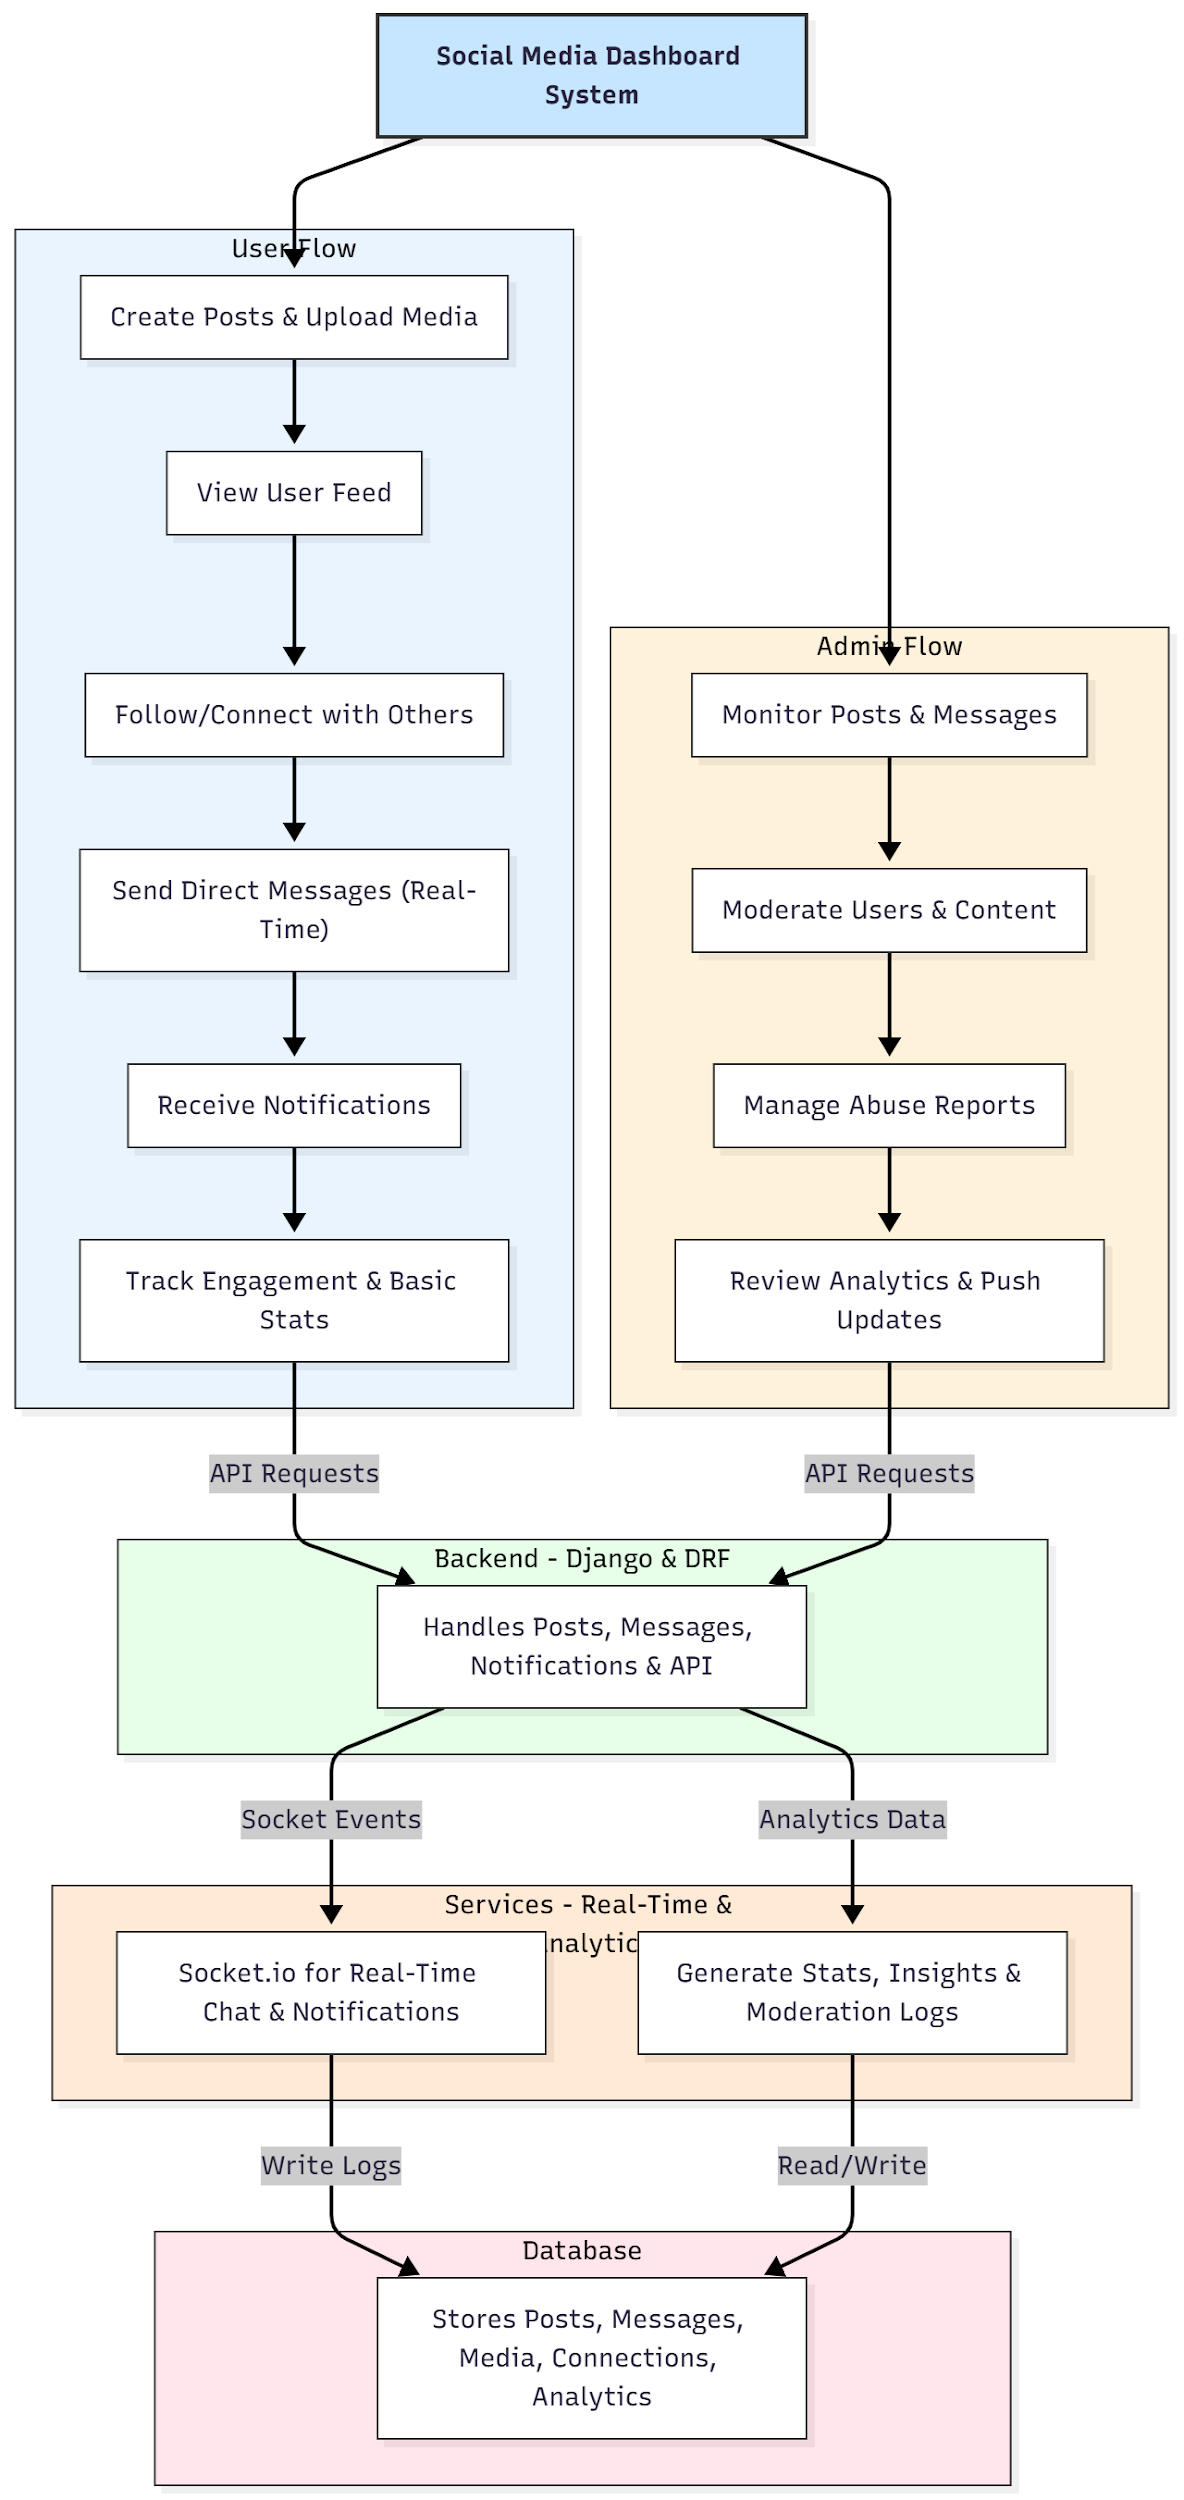 Social Media Dashboard
System
User Flow
Create Posts & Upload Media
View User Feed
Follow/Connect with Others
Send Direct Messages (Real-
Time)
Receive Notifications
Track Engagement & Basic
Stats
Admin Flow
Monitor Posts & Messages
Moderate Users & Content
Manage Abuse Reports
Review Analytics & Push
Updates
API Requests
API Requests
Backend - Django & DRF
Handles Posts, Messages,
Notifications & API
Socket Events
Analytics Data
Services - Real-Time &
Socket.io for Real-Time
Chat & Notifications
Generate Stats, Insights &
Moderation Logs
Write Logs
Read/Write
Database
Stores Posts, Messages,
Media, Connections,
Analytics